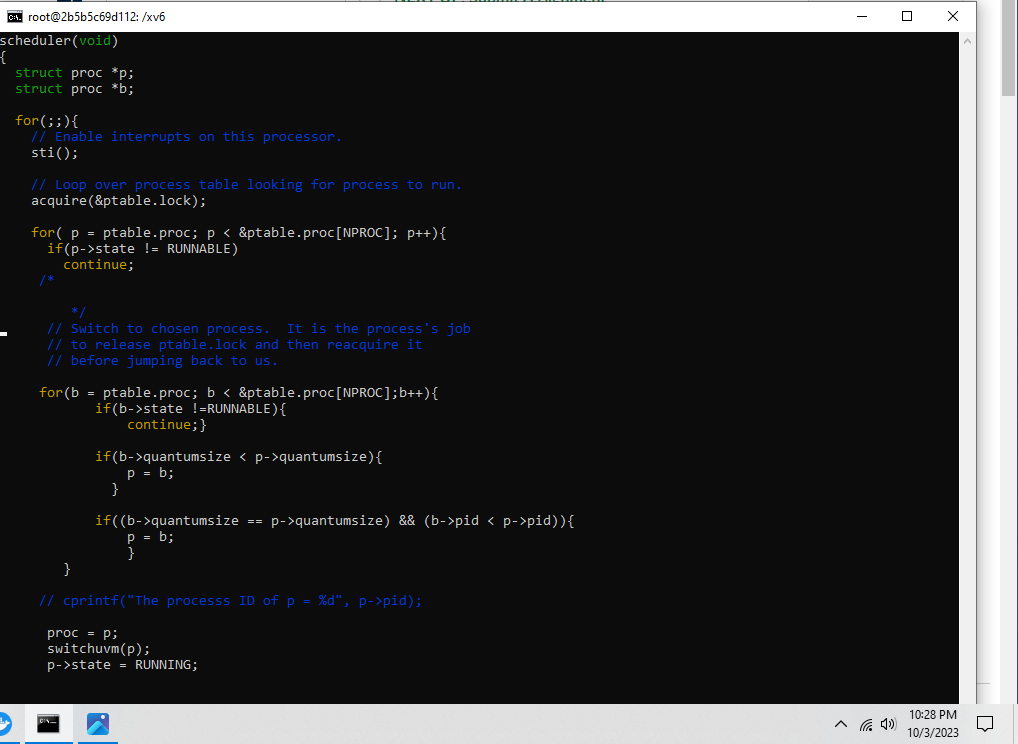 root@2b5b5c69d112: /xv6
scheduler(void)
{
  struct proc *p;
  struct proc *b;
  for(;;){
    // Enable interrupts on this processor.
    sti();
    // Loop over process table looking for process to run.
    acquire(&ptable.lock);
    for( p = ptable.proc; p < &ptable.proc[NPROC]; p++){
      if(p->state != RUNNABLE)
        continue;
     /*
         */
      // Switch to chosen process.  It is the process's job
      // to release ptable.lock and then reacquire it
      // before jumping back to us.
     for(b = ptable.proc; b < &ptable.proc[NPROC];b++){
            if(b->state !=RUNNABLE){
                continue;}
            if(b->quantumsize < p->quantumsize){
                p = b;
              }
            if((b->quantumsize == p->quantumsize) && (b->pid < p->pid)){
                p = b;
                }
        }
     // cprintf("The processs ID of p = %d", p->pid);
      proc = p;
      switchuvm(p);
      p->state = RUNNING;
10:28 PM
10/3/2023